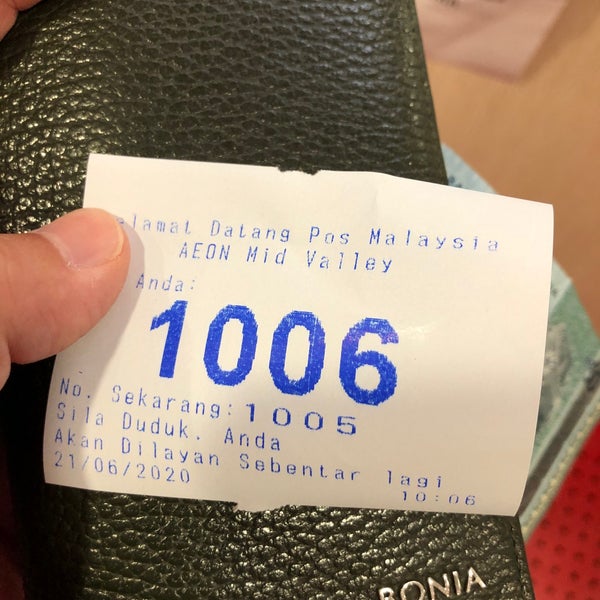 elamat Datang Pos Malaysia
AEON Mid Valley
Anda:
1006
No. Sekarang: 1005
Sila Duduk. Anda
Akan Dilayan Sebentar lagi
21/06/2020 10:06
BONIA